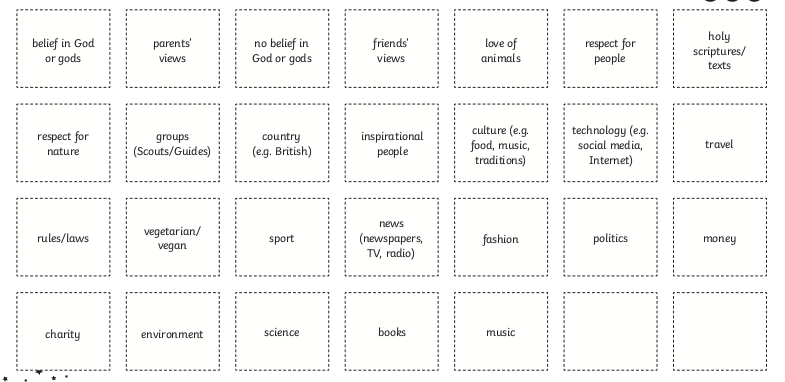 belief in God
or gods
parents'
views
no belief in
God or gods
friends'
views
love of
animals
respect for
people
holy
scriptures/
texts
respect for
nature
groups
(Scouts/Guides)
country
(e.g. British)
inspirational
people
culture (e.g.
food, music,
traditions)
technology (e.g.
social media,
Internet)
travel
rules/laws
vegetarian/
vegan
sport
news
(newspapers,
TV, radio)
fashion
politics
money
charity
environment
science
books
music